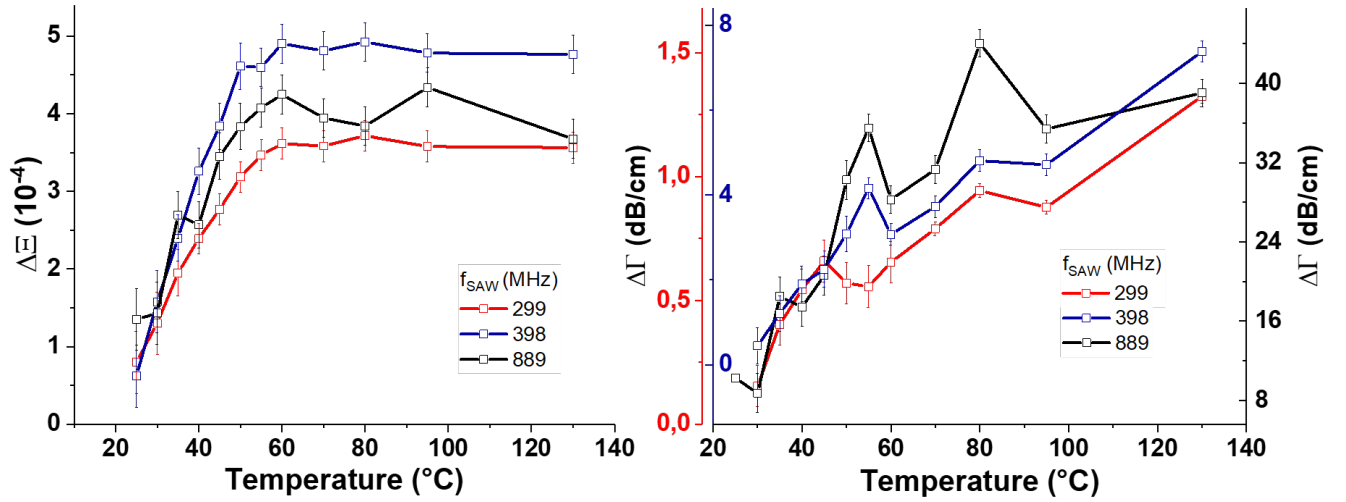 ΔΞ (10⁻⁴)
5
4
3
2
1
0
20 40 60 80 100 120 140
Temperature (°C)
f_SAW (MHz)
299
398
889
ΔΓ (dB/cm)
1,5
1,0
0,5
0,0
8
4
0
20 40 60 80 100 120 140
Temperature (°C)
f_SAW (MHz)
299
398
889
40
32
24
16
8
ΔΓ (dB/cm)